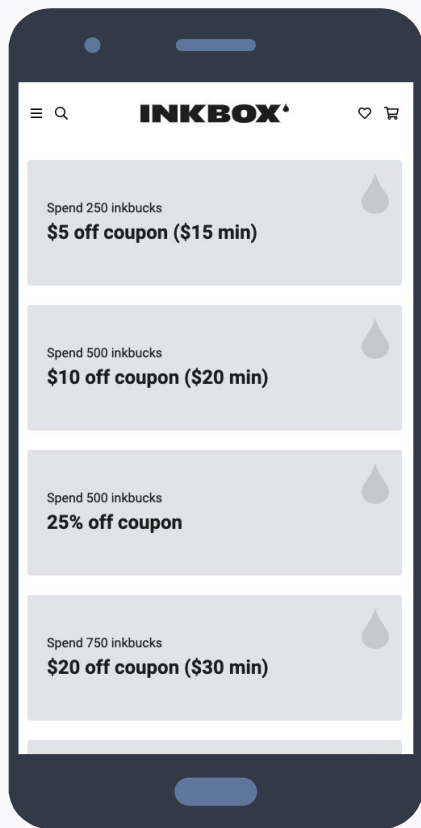 INKBOX
Spend 250 inkbucks
$5 off coupon ($15 min)
Spend 500 inkbucks
$10 off coupon ($20 min)
Spend 500 inkbucks
25% off coupon
Spend 750 inkbucks
$20 off coupon ($30 min)